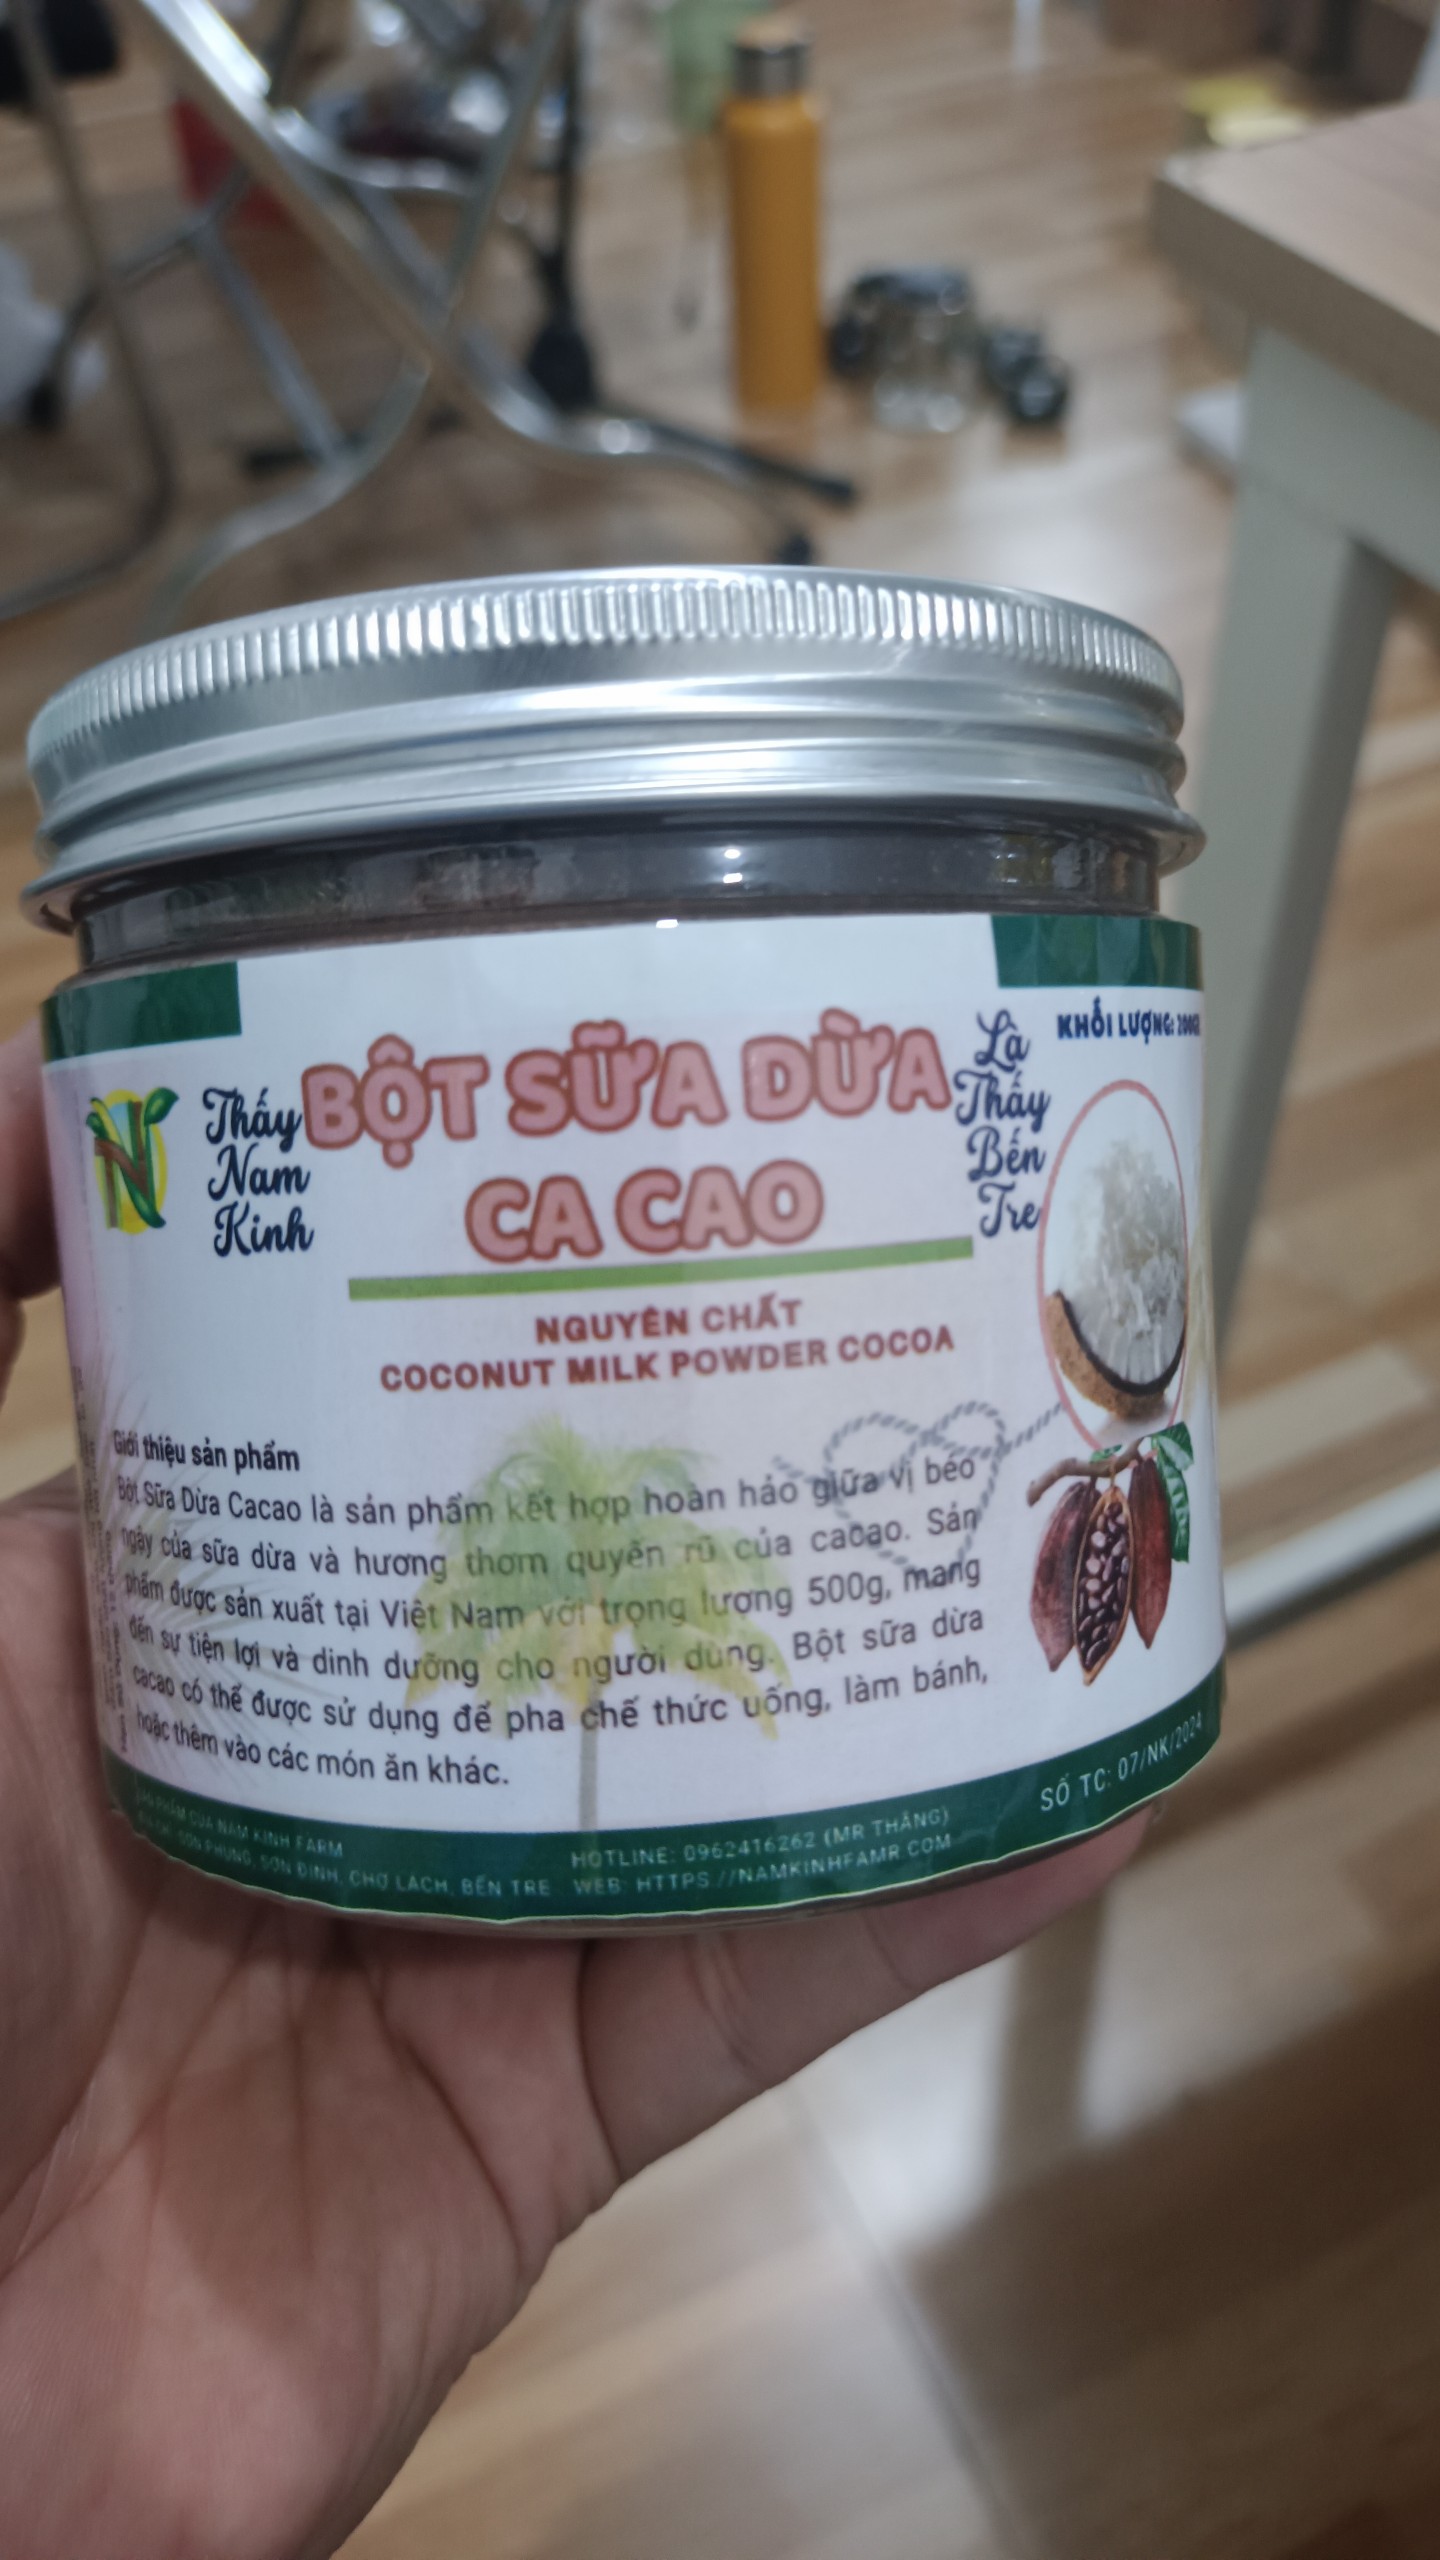 KHỐI LƯỢNG: 200GR
Thấy
Nam
Kinh
BỘT SỮA DỪA
CA CAO
Là
Thấy
Bến
Tre
NGUYÊN CHẤT
COCONUT MILK POWDER COCOA
Giới thiệu sản phẩm
Bột Sữa Dừa Cacao là sản phẩm kết hợp hoàn hảo giữa vị béo
ngậy của sữa dừa và hương thơm quyến rũ của cacao. Sản
phẩm được sản xuất tại Việt Nam với trọng lượng 500g, mang
đến sự tiện lợi và dinh dưỡng cho người dùng. Bột sữa dừa
cacao có thể được sử dụng để pha chế thức uống, làm bánh,
hoặc thêm vào các món ăn khác.
SẢN PHẨM CỦA NAM KINH FARM
SƠN PHỤNG, SƠN ĐỊNH, CHỢ LÁCH, BẾN TRE
HOTLINE: 0962416262 (MR THẮNG)
WEB: HTTPS://NAMKINHFAMR.COM
SỐ TC: 07/NK/2024